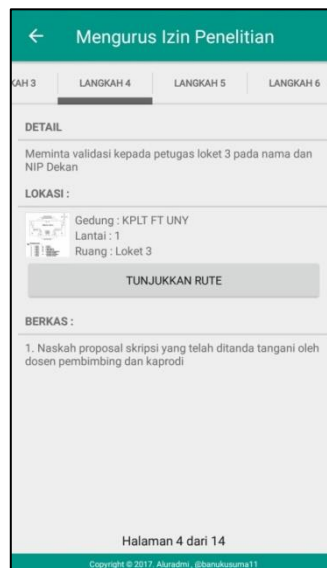 Mengurus Izin Penelitian
KAH 3
LANGKAH 4
LANGKAH 5
LANGKAH 6
DETAIL
Meminta validasi kepada petugas loket 3 pada nama dan
NIP Dekan
LOKASI :
Gedung : KPLT FT UNY
Lantai : 1
Ruang : Loket 3
TUNJUKKAN RUTE
BERKAS :
1. Naskah proposal skripsi yang telah ditanda tangani oleh
dosen pembimbing dan kaprodi
Halaman 4 dari 14
Copyright © 2017. Aluradmi, @banukusuma11